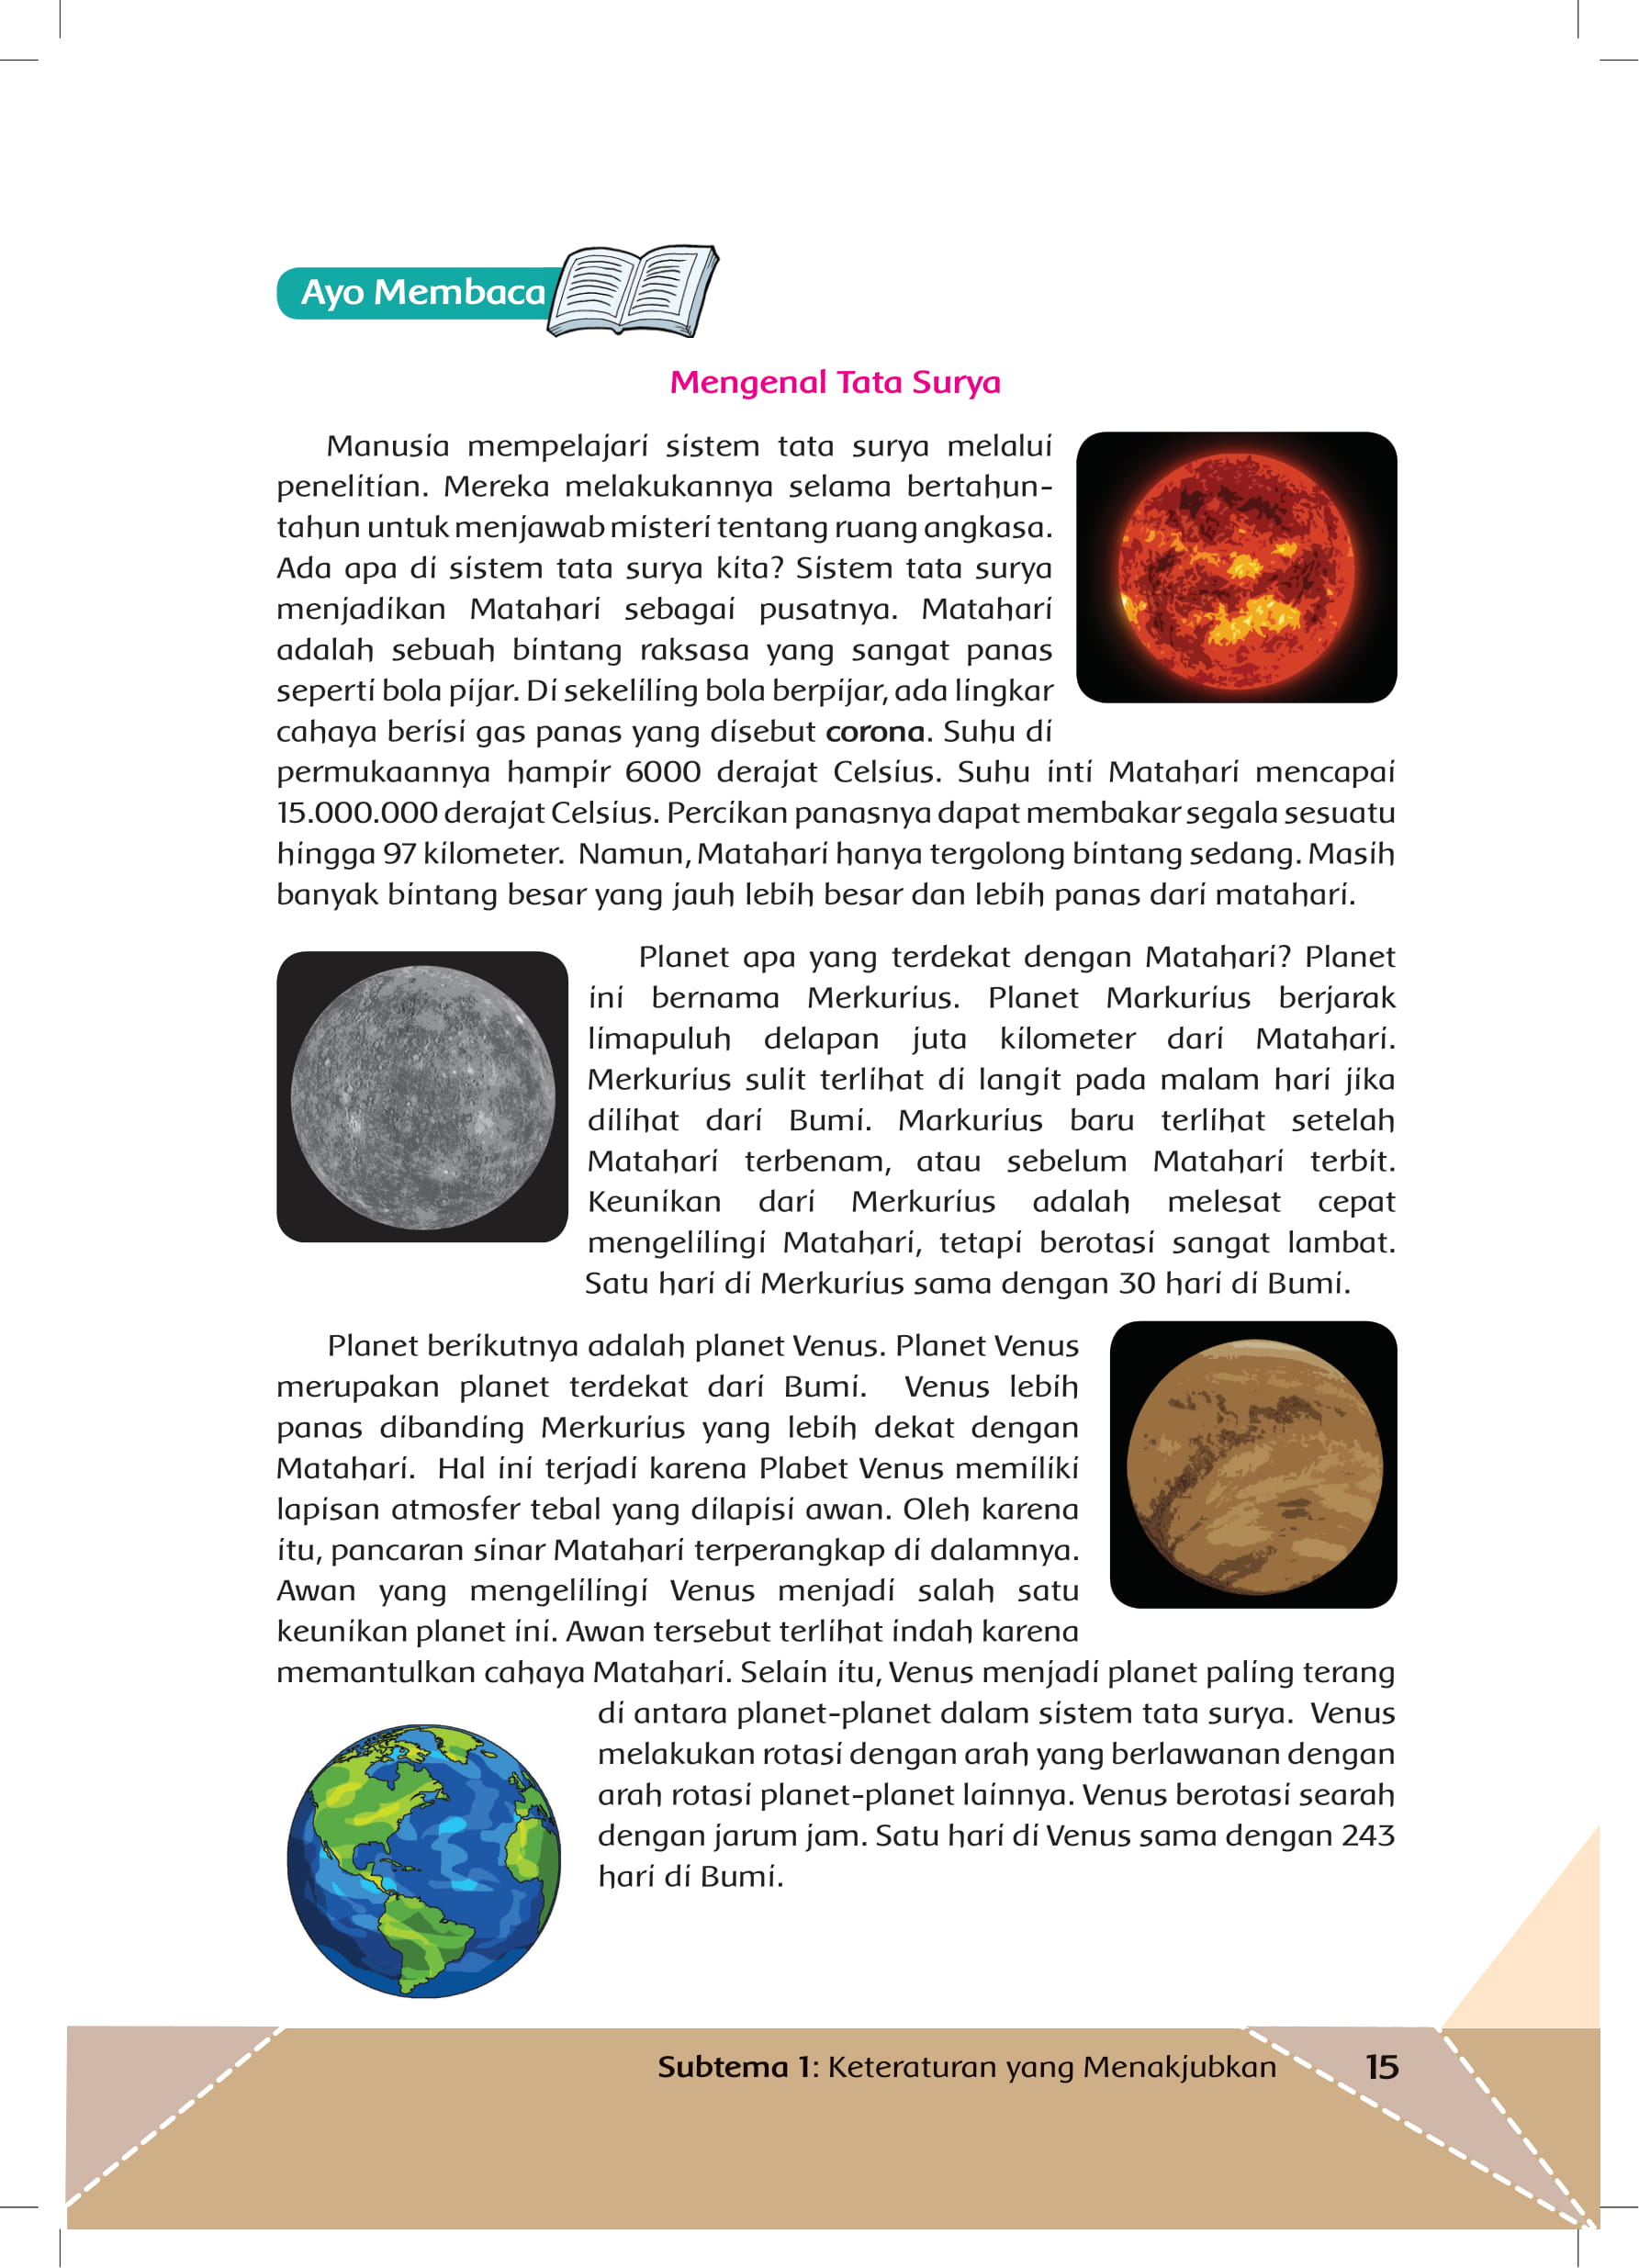 Ayo Membaca
Mengenal Tata Surya
Manusia mempelajari sistem tata surya melalui
penelitian. Mereka melakukannya selama bertahun-
tahun untuk menjawab misteri tentang ruang angkasa.
Ada apa di sistem tata surya kita? Sistem tata surya
menjadikan Matahari sebagai pusatnya. Matahari
adalah sebuah bintang raksasa yang sangat panas
seperti bola pijar. Di sekeliling bola berpijar, ada lingkar
cahaya berisi gas panas yang disebut corona. Suhu di
permukaannya hampir 6000 derajat Celsius. Suhu inti Matahari mencapai
15.000.000 derajat Celsius. Percikan panasnya dapat membakar segala sesuatu
hingga 97 kilometer. Namun, Matahari hanya tergolong bintang sedang. Masih
banyak bintang besar yang jauh lebih besar dan lebih panas dari matahari.
Planet apa yang terdekat dengan Matahari? Planet
ini bernama Merkurius. Planet Markurius berjarak
limapuluh delapan juta kilometer dari Matahari.
Merkurius sulit terlihat di langit pada malam hari jika
dilihat dari Bumi. Markurius baru terlihat setelah
Matahari terbenam, atau sebelum Matahari terbit.
Keunikan dari Merkurius adalah melesat cepat
mengelilingi Matahari, tetapi berotasi sangat lambat.
Satu hari di Merkurius sama dengan 30 hari di Bumi.
Planet berikutnya adalah planet Venus. Planet Venus
merupakan planet terdekat dari Bumi. Venus lebih
panas dibanding Merkurius yang lebih dekat dengan
Matahari. Hal ini terjadi karena Plabet Venus memiliki
lapisan atmosfer tebal yang dilapisi awan. Oleh karena
itu, pancaran sinar Matahari terperangkap di dalamnya.
Awan yang mengelilingi Venus menjadi salah satu
keunikan planet ini. Awan tersebut terlihat indah karena
memantulkan cahaya Matahari. Selain itu, Venus menjadi planet paling terang
di antara planet-planet dalam sistem tata surya. Venus
melakukan rotasi dengan arah yang berlawanan dengan
arah rotasi planet-planet lainnya. Venus berotasi searah
dengan jarum jam. Satu hari di Venus sama dengan 243
hari di Bumi.
Subtema 1: Keteraturan yang Menakjubkan 15